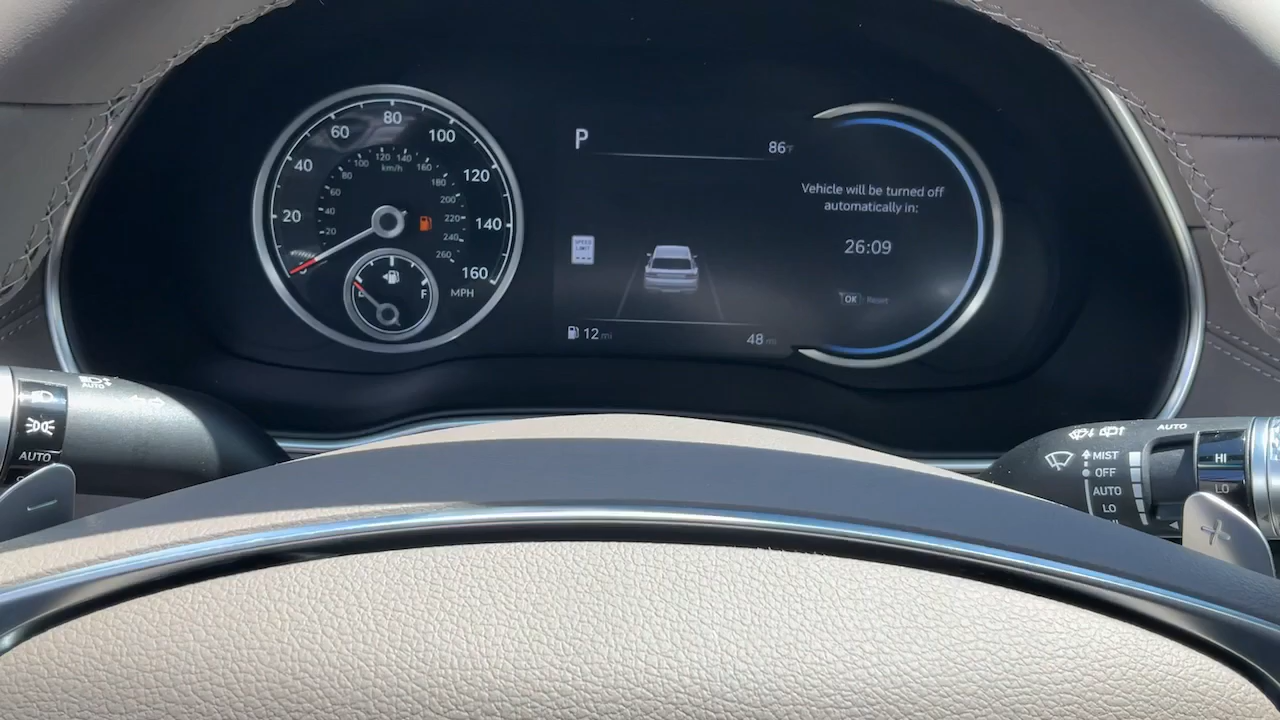 P
86°F
Vehicle will be turned off
automatically in:
26:09
OK Reset
SPEED
LIMIT
---
12 mi
48 mi
20
40
60
80
100
120
140
160
MPH
20
40
60
80
100
120
140
160
180
200
220
240
260
km/h
F
AUTO
AUTO
AUTO
MIST
OFF
AUTO
LO
HI
LO